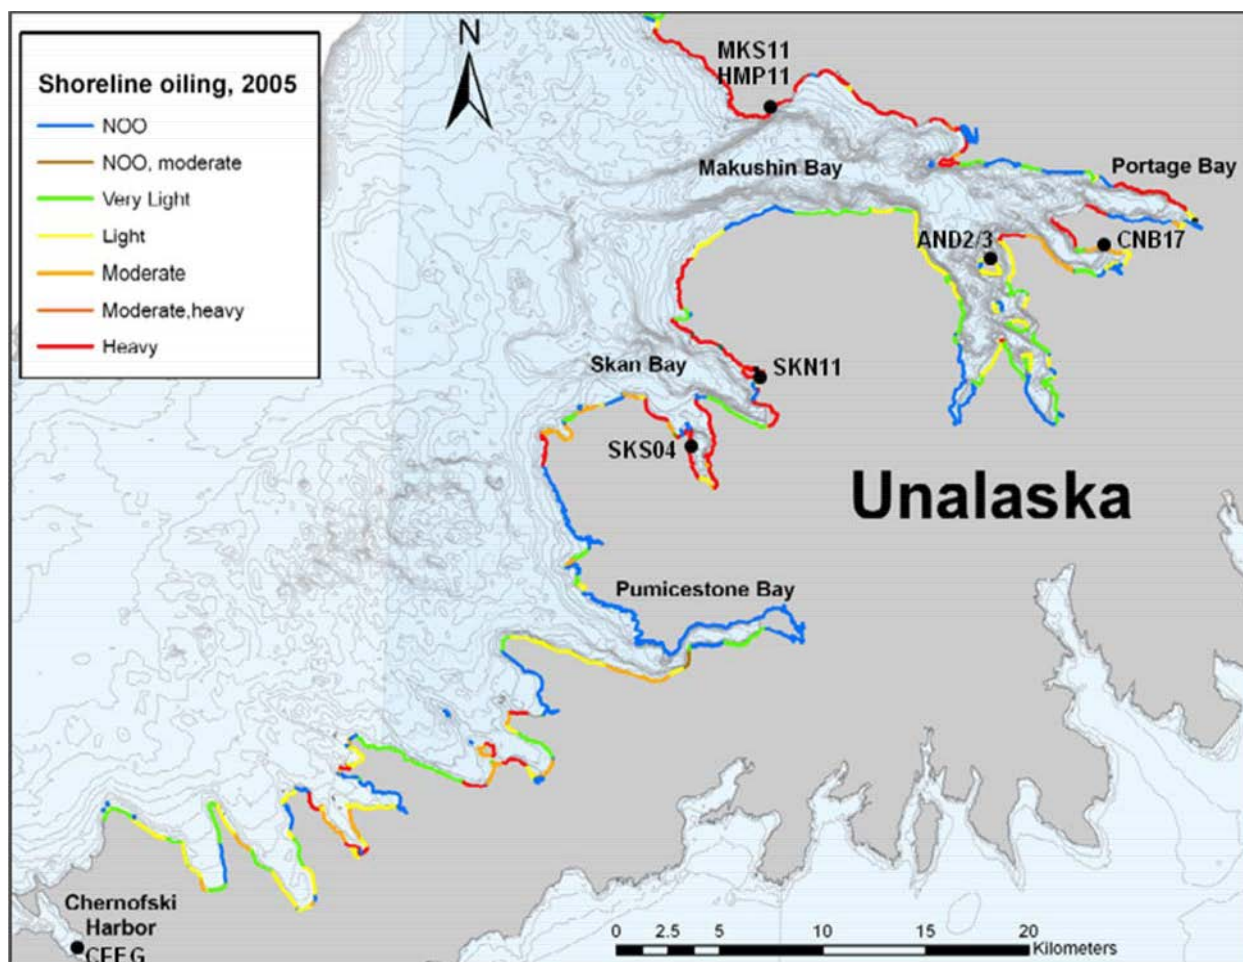 Shoreline oiling, 2005
NOO
NOO, moderate
Very Light
Light
Moderate
Moderate,heavy
Heavy
N
MKS11
HMP11
Makushin Bay
Portage Bay
AND2/3
CNB17
Skan Bay
SKN11
SKS04
Unalaska
Pumicestone Bay
Chernofski
Harbor
0 2.5 5 10 15 20
Kilometers